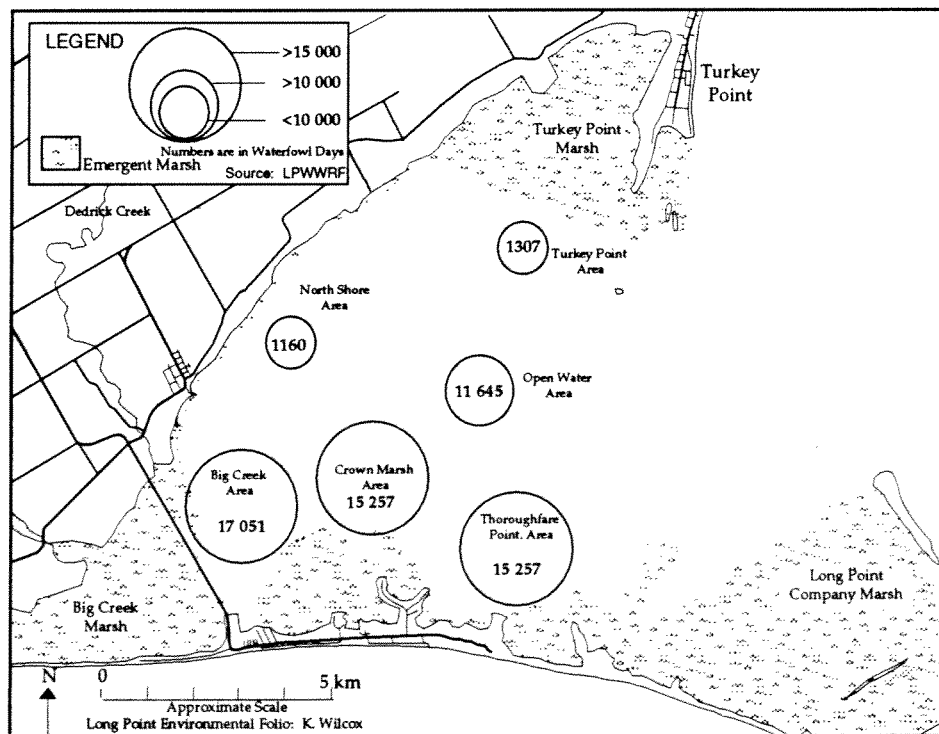 LEGEND
>15 000
>10 000
<10 000
Numbers are in Waterfowl Days
Emergent Marsh
Source: LPWWRF
Turkey
Point
Turkey Point
Marsh
Dedrick Creek
1307
Turkey Point
Area
North Shore
Area
1160
11 645
Open Water
Area
Big Creek
Area
17 051
Crown Marsh
Area
15 257
Thoroughfare
Point. Area
15 257
Long Point
Company Marsh
Big Creek
Marsh
N
0
5 km
Approximate Scale
Long Point Environmental Folio: K. Wilcox